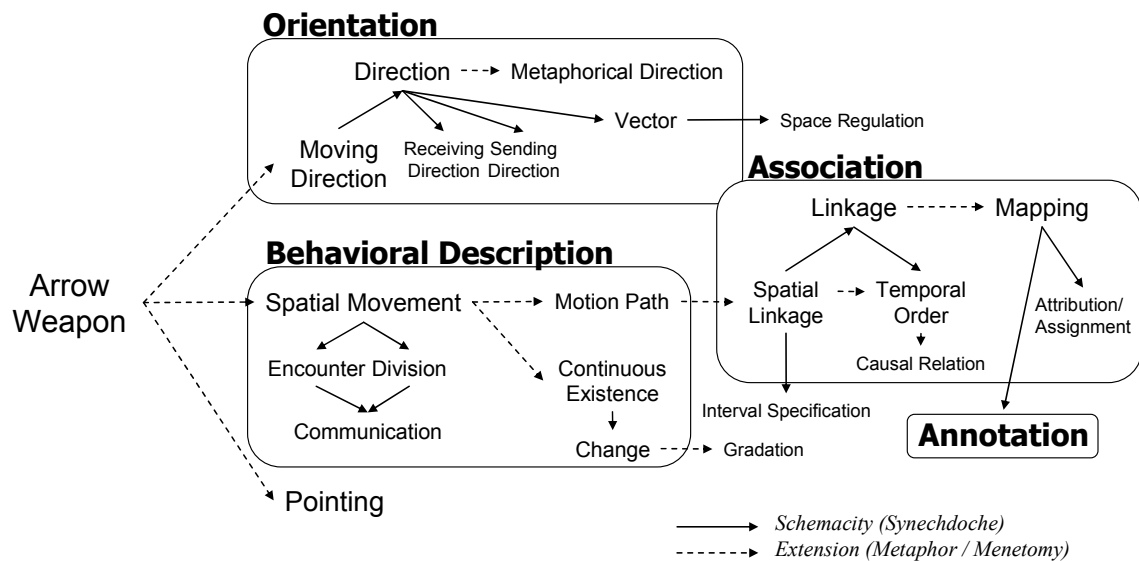 Orientation
Direction
Metaphorical Direction
Vector
Space Regulation
Moving
Direction
Receiving Sending
Direction Direction
Association
Linkage
Mapping
Behavioral Description
Arrow
Weapon
Spatial Movement
Motion Path
Spatial
Linkage
Temporal
Order
Attribution/
Assignment
Encounter Division
Continuous
Existence
Causal Relation
Interval Specification
Communication
Annotation
Change
Gradation
Pointing
Schemacity (Synechdoche)
Extension (Metaphor / Menetomy)